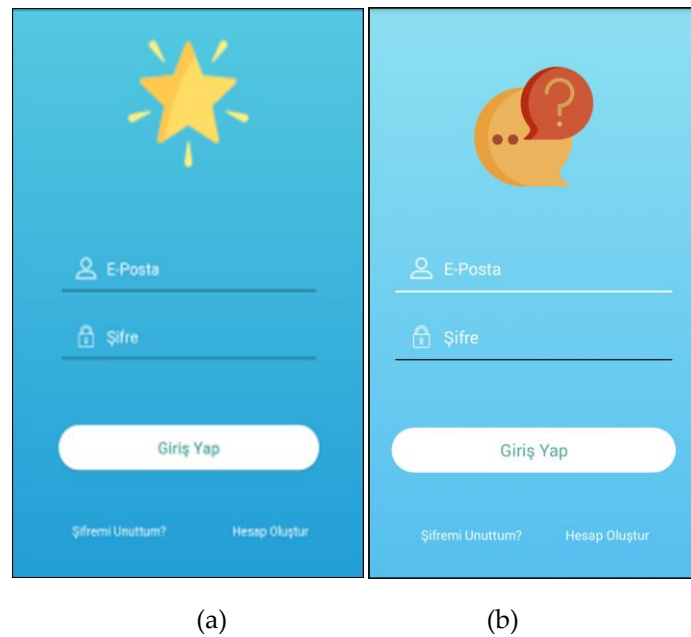 ?
E-Posta
Şifre
Giriş Yap
Şifremi Unuttum?
Hesap Oluştur
E-Posta
Şifre
Giriş Yap
Şifremi Unuttum?
Hesap Oluştur
(a)
(b)